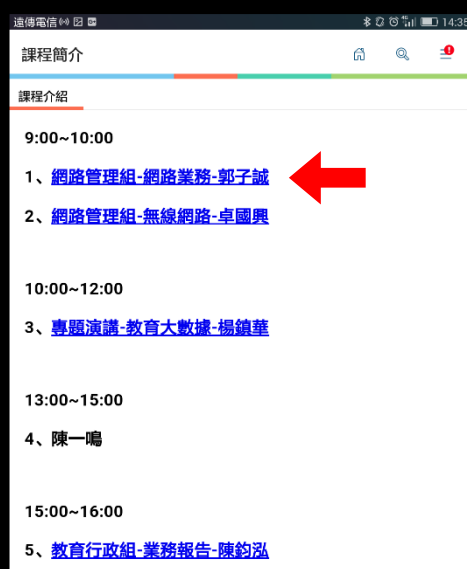 遠傳電信 14:35
課程簡介
課程介紹
9:00~10:00
1、網路管理組-網路業務-郭子誠
2、網路管理組-無線網路-卓國興
10:00~12:00
3、專題演講-教育大數據-楊鎮華
13:00~15:00
4、陳一鳴
15:00~16:00
5、教育行政組-業務報告-陳鈞泓